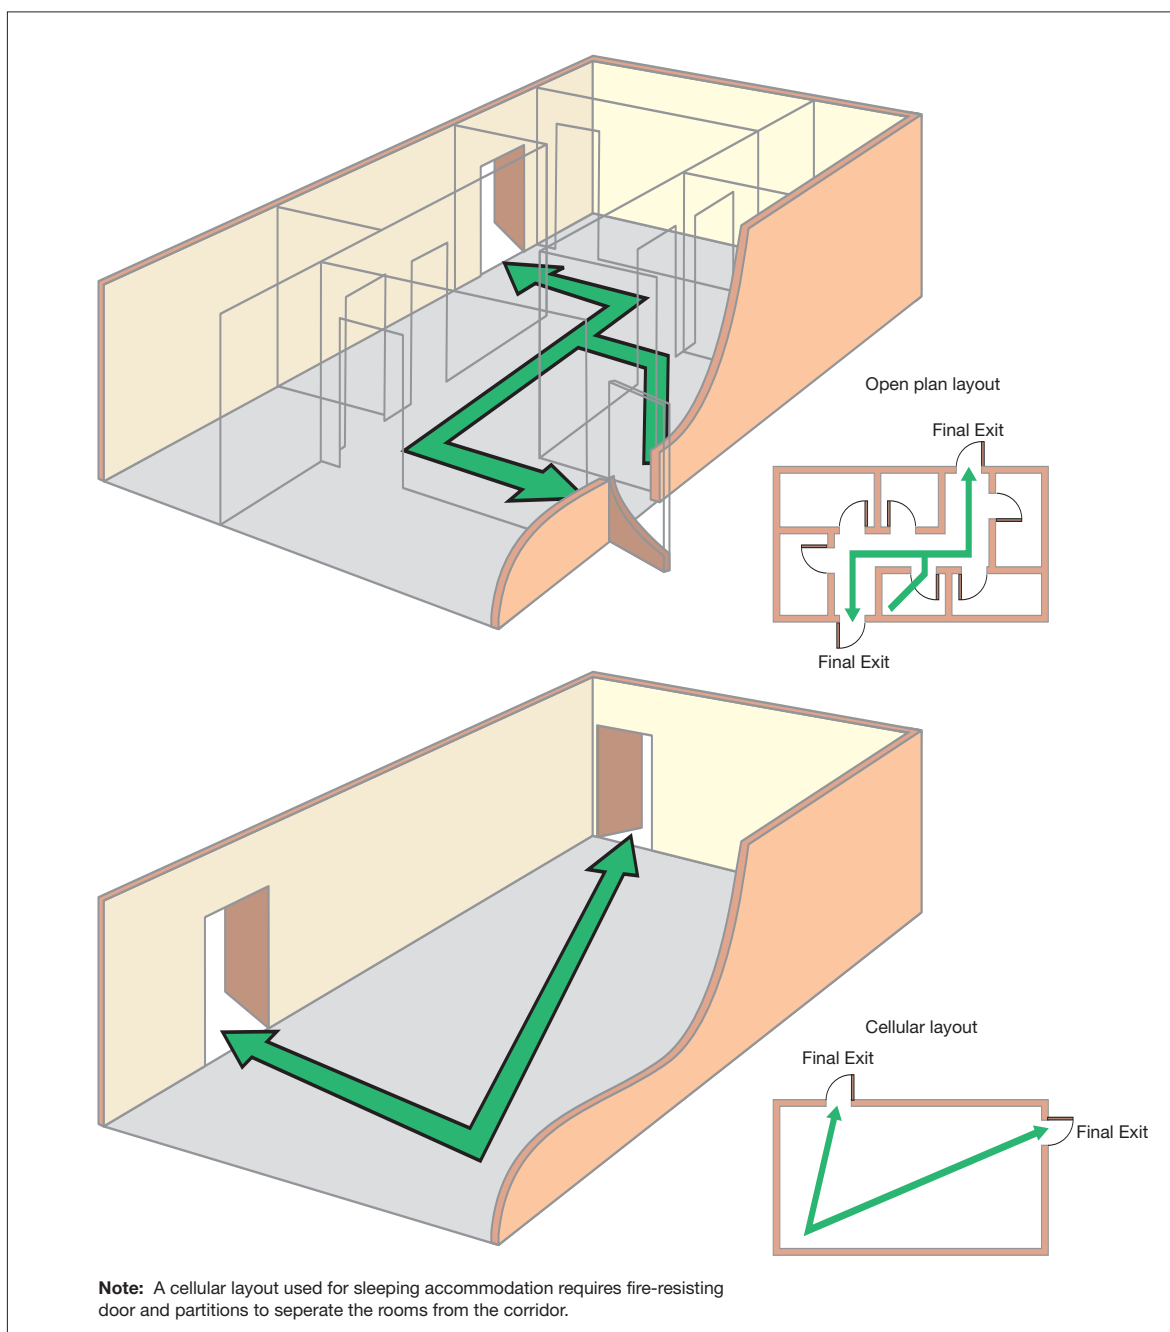 Open plan layout
Final Exit
Final Exit
Cellular layout
Final Exit
Final Exit
Note: A cellular layout used for sleeping accommodation requires fire-resisting
door and partitions to seperate the rooms from the corridor.